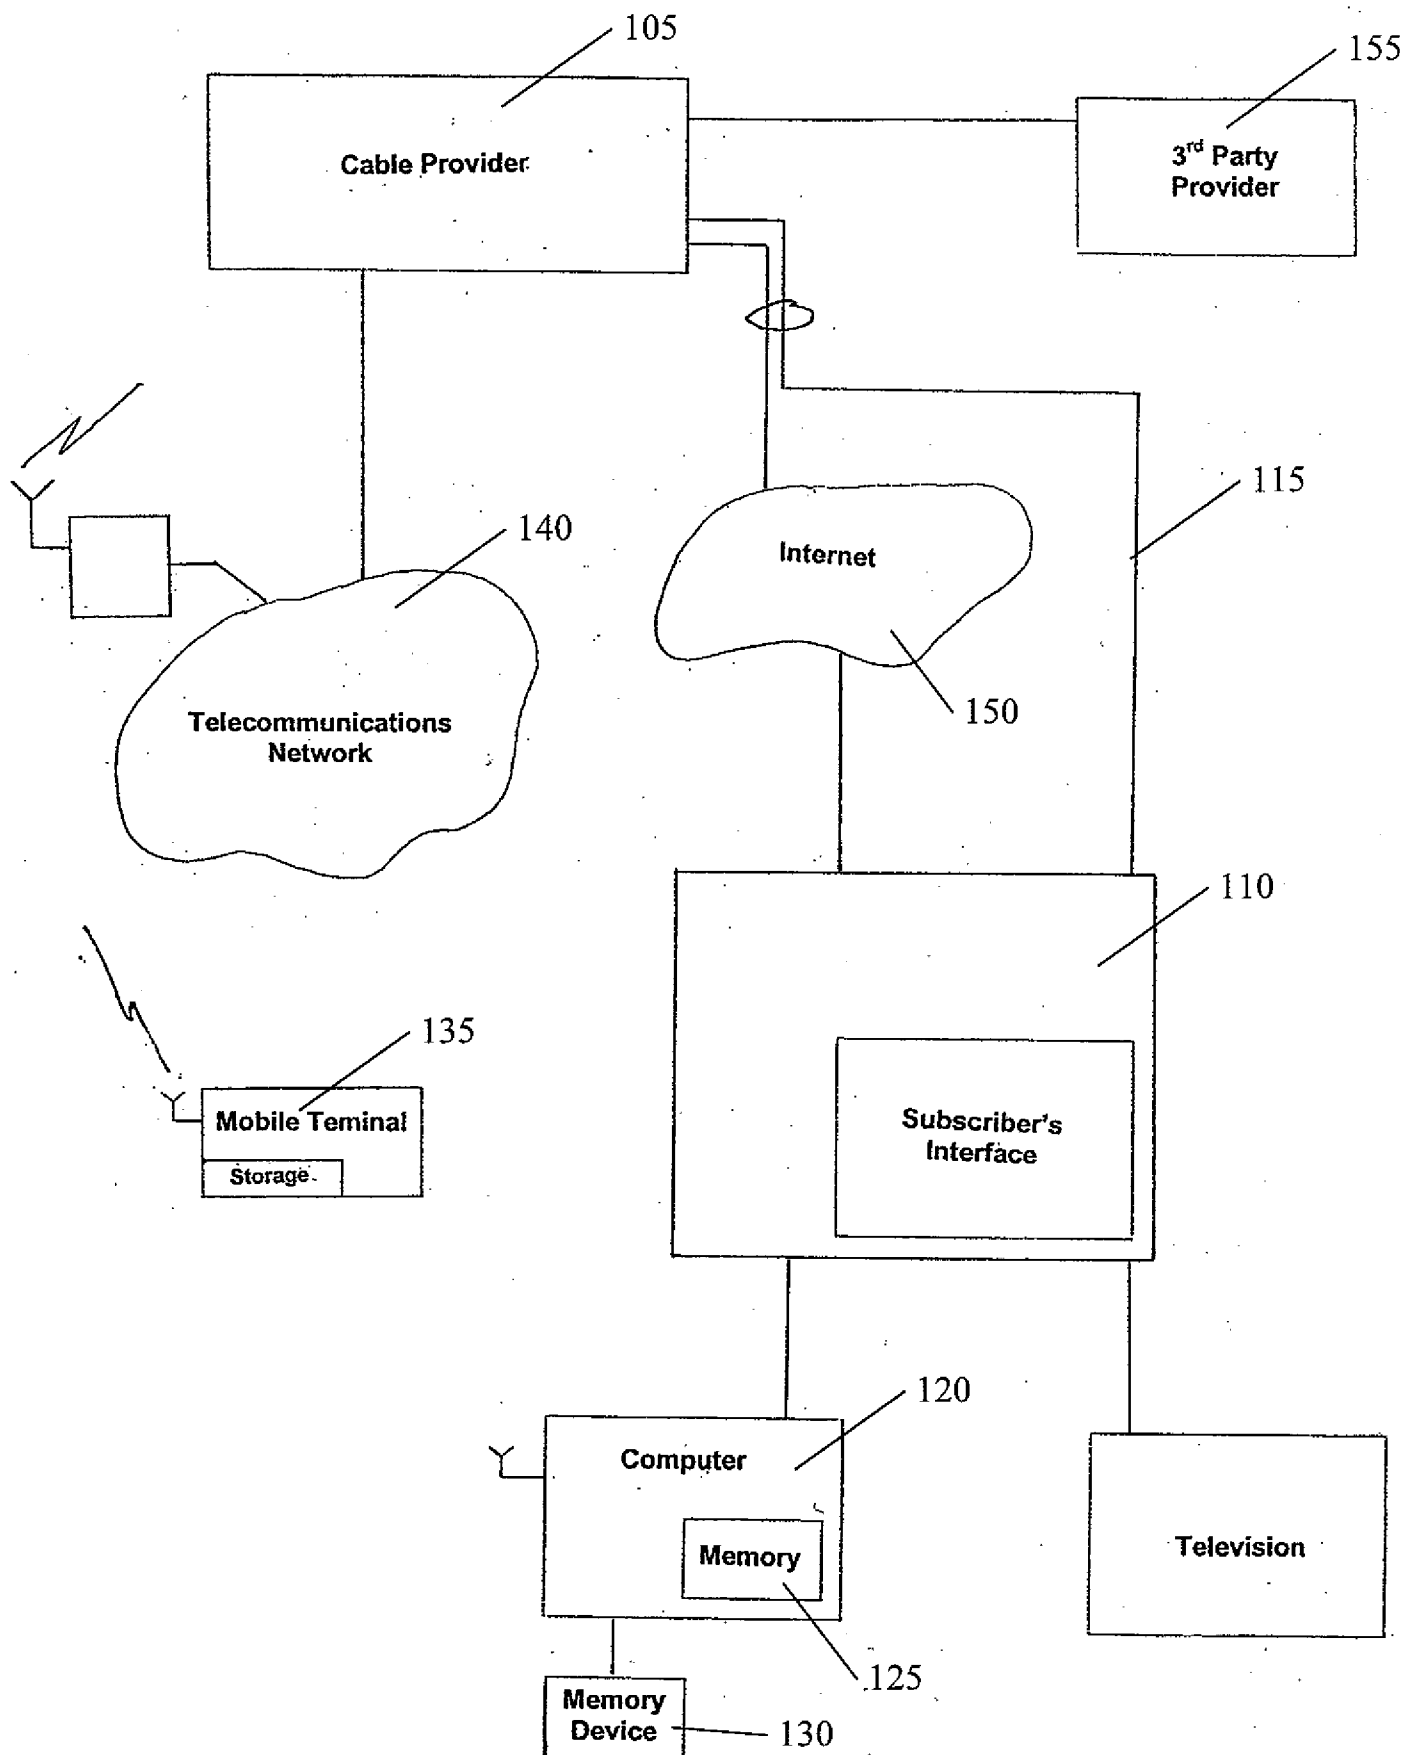 105
155
Cable Provider
3rd Party
Provider
115
140
Internet
150
Telecommunications
Network
110
135
Mobile Teminal
Storage
Subscriber's
Interface
120
Computer
Memory
Television
125
Memory
Device
130